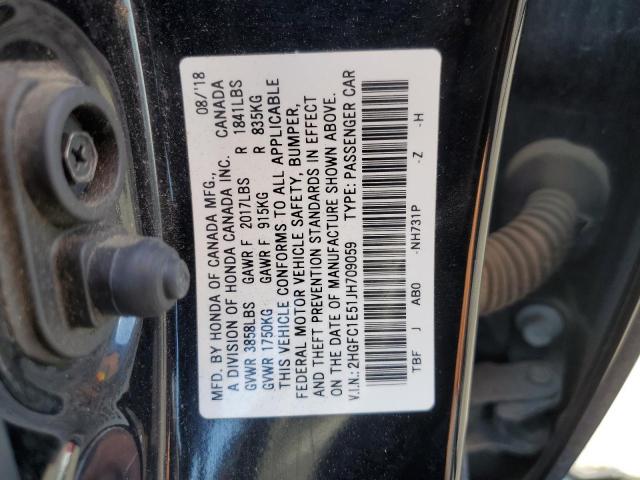 MFD. BY HONDA OF CANADA MFG., 08/'18
A DIVISION OF HONDA CANADA INC. CANADA
GVWR 3858LBS GAWR F 2017LBS R 1841LBS
GVWR 1750KG GAWR F 915KG R 835KG
THIS VEHICLE CONFORMS TO ALL APPLICABLE
FEDERAL MOTOR VEHICLE SAFETY, BUMPER,
AND THEFT PREVENTION STANDARDS IN EFFECT
ON THE DATE OF MANUFACTURE SHOWN ABOVE.
V.I.N.: 2HGFC1E51JH709059 TYPE: PASSENGER CAR
TBF J AB0 -NH731P -Z -H